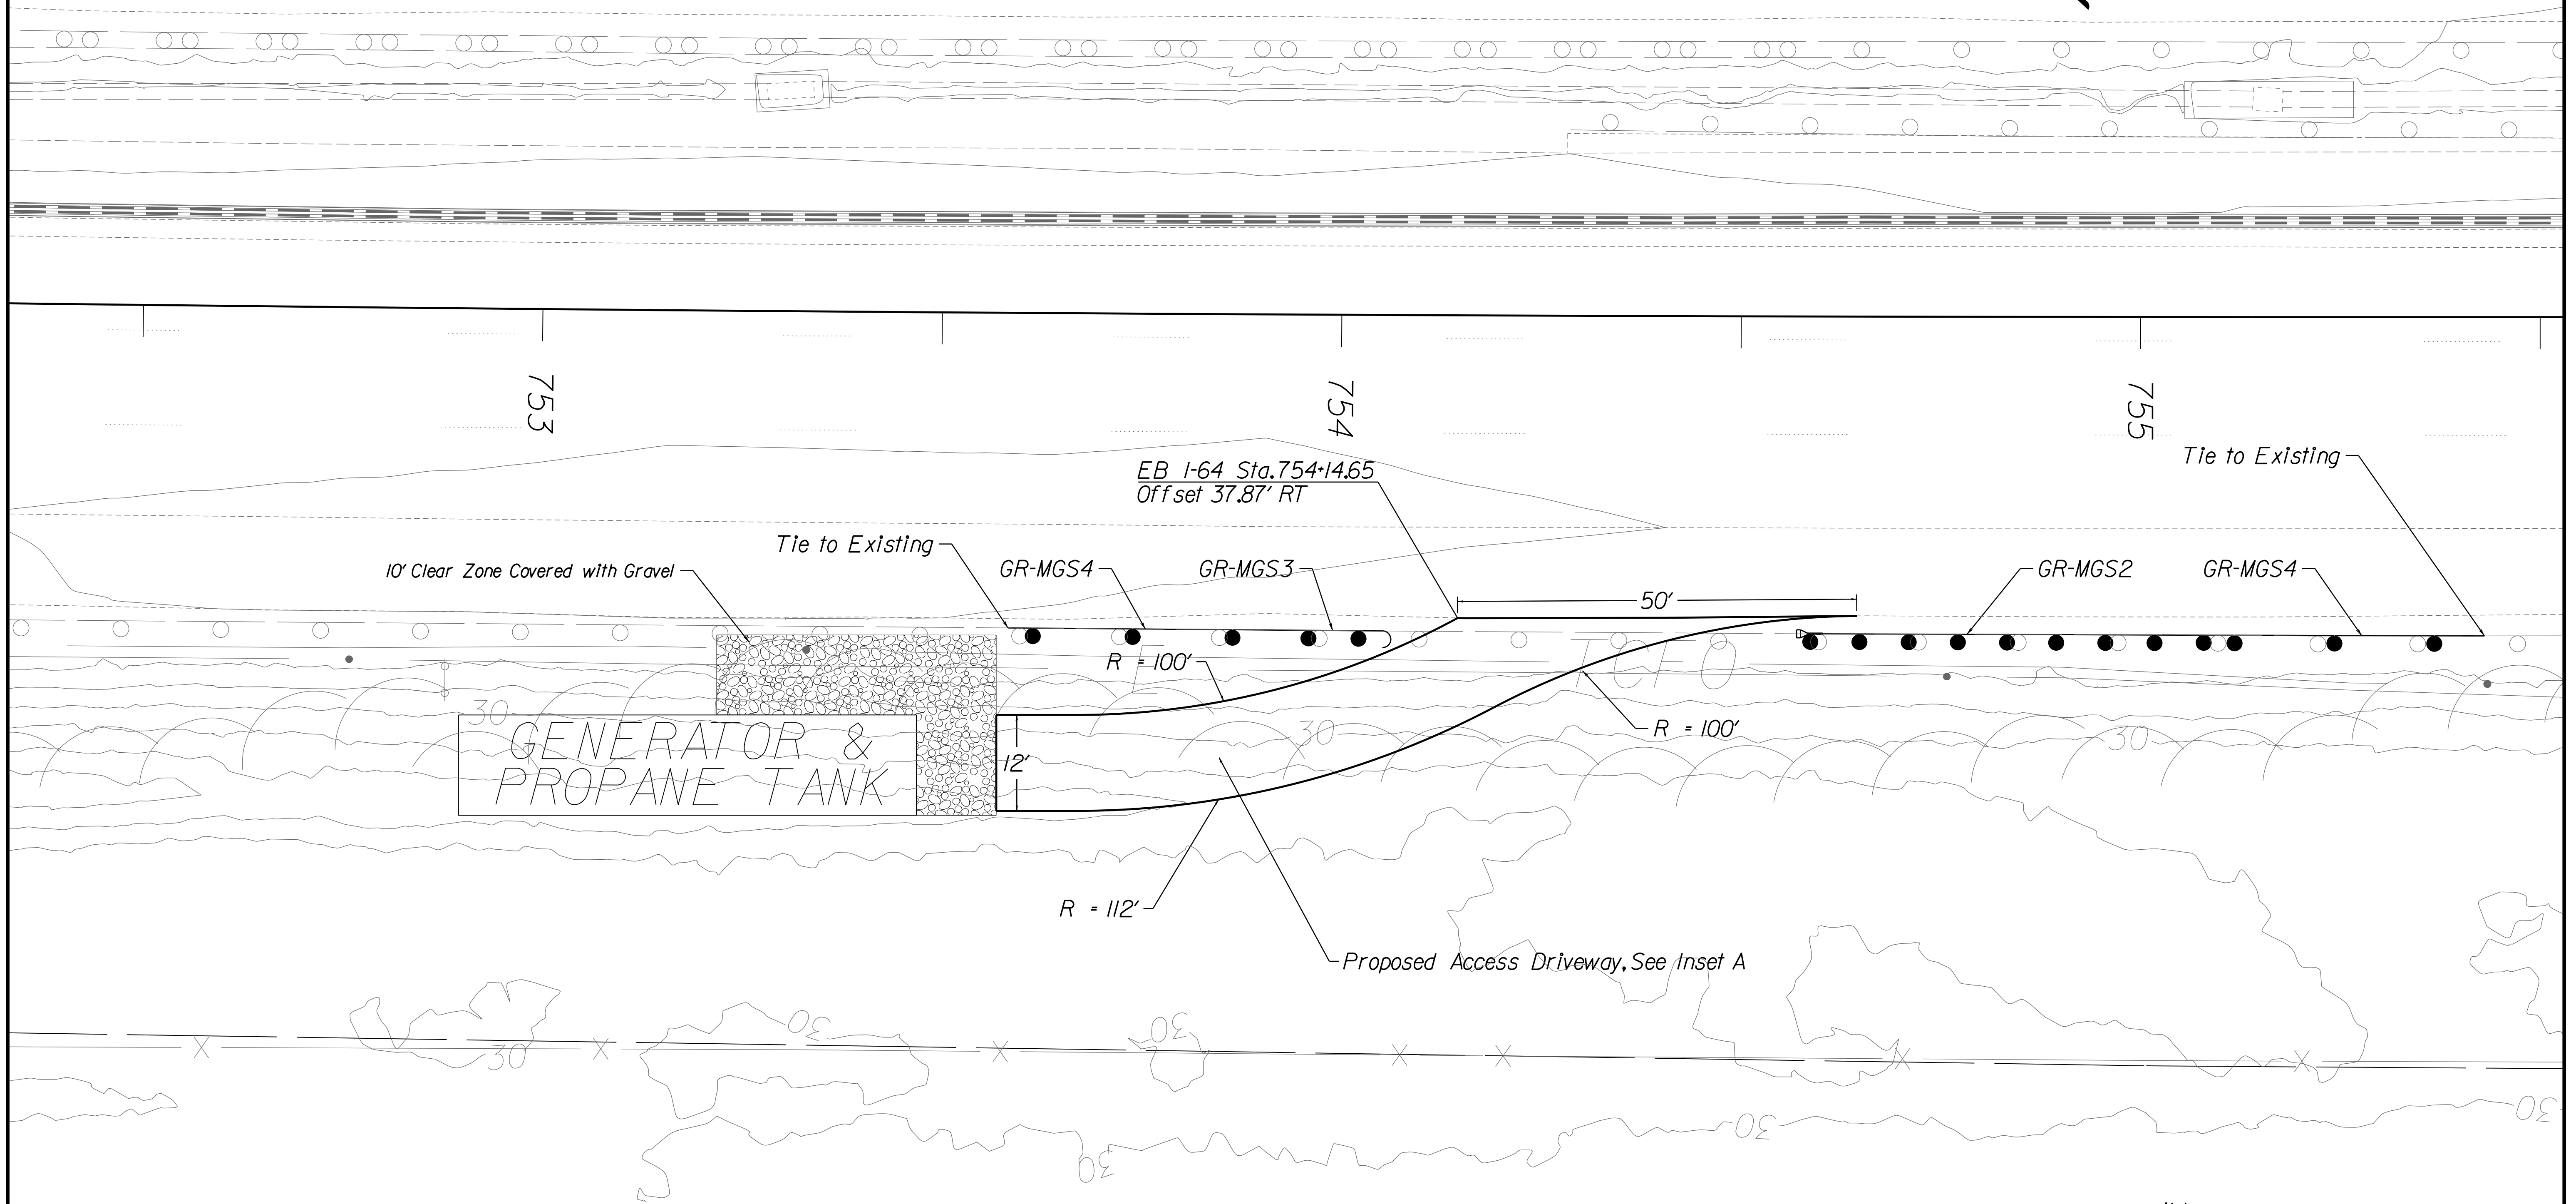 753
754
755
EB I-64 Sta.754+14.65
Offset 37.87' RT
Tie to Existing
Tie to Existing
10' Clear Zone Covered with Gravel
GR-MGS4
GR-MGS3
50'
GR-MGS2
GR-MGS4
R = 100'
R = 100'
30
30
30
GENERATOR &
PROPANE TANK
12'
R = 112'
Proposed Access Driveway, See Inset A
30
30
30
30
30
30